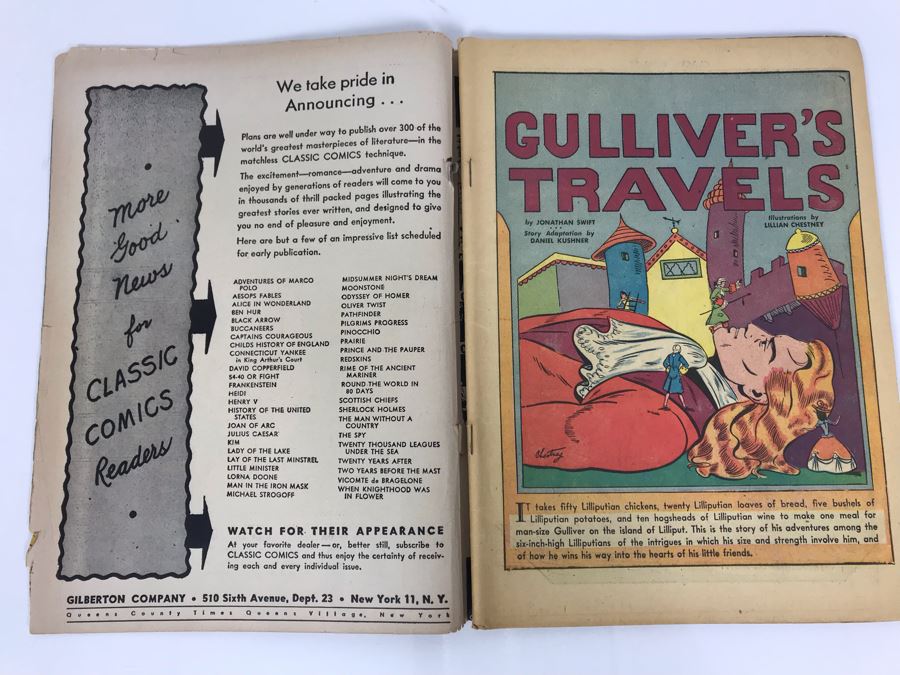 More
Good
News
for
CLASSIC
COMICS
Readers
We take pride in
Announcing . . .
Plans are well under way to publish over 300 of the
world's greatest masterpieces of literature—in the
matchless CLASSIC COMICS technique.
The excitement—romance—adventure and drama
enjoyed by generations of readers will come to you
in thousands of thrill packed pages illustrating the
greatest stories ever written, and designed to give
you no end of pleasure and enjoyment.
Here are but a few of an impressive list scheduled
for early publication.
ADVENTURES OF MARCO
POLO
AESOPS FABLES
ALICE IN WONDERLAND
BEN HUR
BLACK ARROW
BUCCANEERS
CAPTAINS COURAGEOUS
CHILDS HISTORY OF ENGLAND
CONNECTICUT YANKEE
in King Arthur's Court
DAVID COPPERFIELD
54-40 OR FIGHT
FRANKENSTEIN
HEIDI
HENRY V
HISTORY OF THE UNITED
STATES
JOAN OF ARC
JULIUS CAESAR
KIM
LADY OF THE LAKE
LAY OF THE LAST MINSTREL
LITTLE MINISTER
LORNA DOONE
MAN IN THE IRON MASK
MICHAEL STROGOFF
MIDSUMMER NIGHT'S DREAM
MOONSTONE
ODYSSEY OF HOMER
OLIVER TWIST
PATHFINDER
PILGRIMS PROGRESS
PINOCCHIO
PRAIRIE
PRINCE AND THE PAUPER
REDSKINS
RIME OF THE ANCIENT
MARINER
ROUND THE WORLD IN
80 DAYS
SCOTTISH CHIEFS
SHERLOCK HOLMES
THE MAN WITHOUT A
COUNTRY
THE SPY
TWENTY THOUSAND LEAGUES
UNDER THE SEA
TWENTY YEARS AFTER
TWO YEARS BEFORE THE MAST
VICOMTE de BRAGELONE
WHEN KNIGHTHOOD WAS
IN FLOWER
WATCH FOR THEIR APPEARANCE
At your favorite dealer—or, better still, subscribe to
CLASSIC COMICS and thus enjoy the certainty of receiv-
ing each and every individual issue.
GILBERTON COMPANY • 510 Sixth Avenue, Dept. 23 • New York 11, N. Y.
Queens County Times Queens Village, New York
GULLIVER'S
TRAVELS
by JONATHAN SWIFT
Story Adaptation by
DANIEL KUSHNER
Illustrations by
LILLIAN CHESTNEY
Chestney
IT takes fifty Lilliputian chickens, twenty Lilliputian loaves of bread, five bushels of
Lilliputian potatoes, and ten hogsheads of Lilliputian wine to make one meal for
man-size Gulliver on the island of Lilliput. This is the story of his adventures among the
six-inch-high Lilliputians of the intrigues in which his size and strength involve him, and
of how he wins his way into the hearts of his little friends.